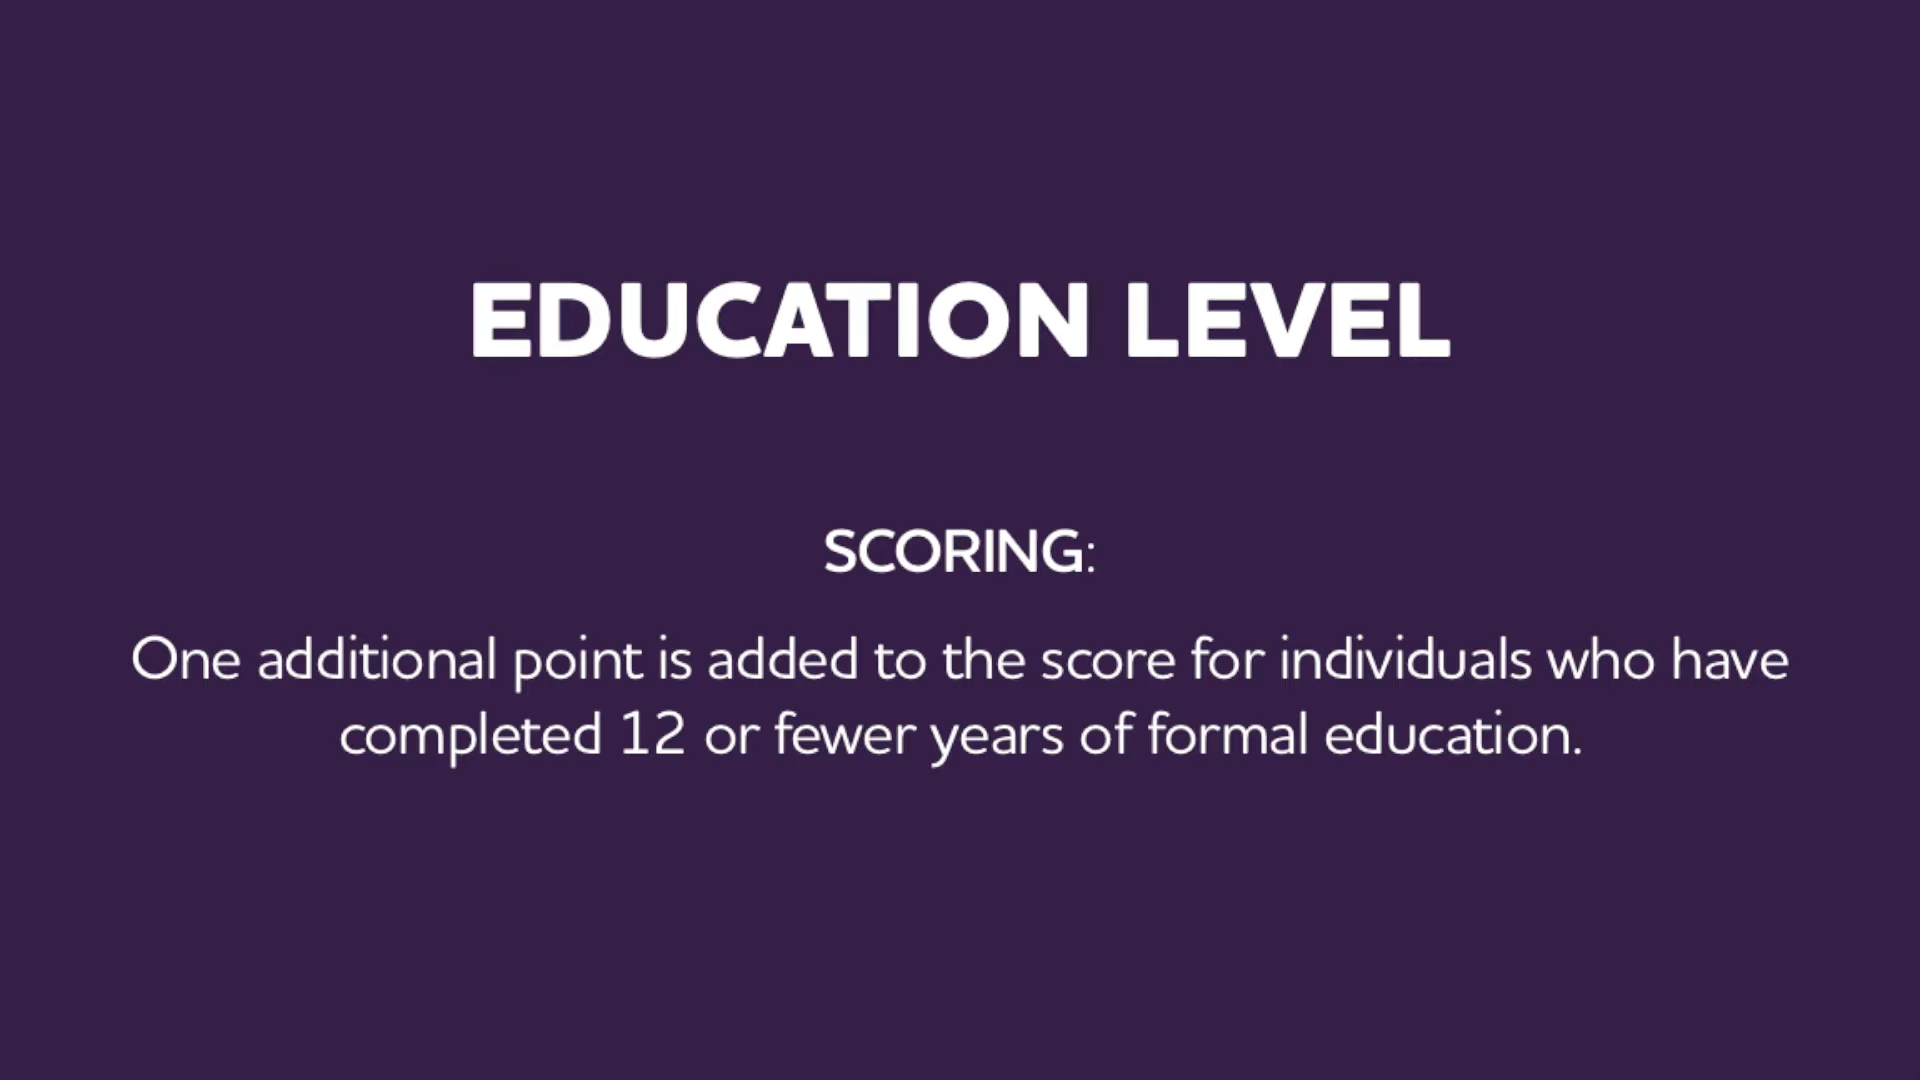 EDUCATION LEVEL
SCORING:
One additional point is added to the score for individuals who have
completed 12 or fewer years of formal education.